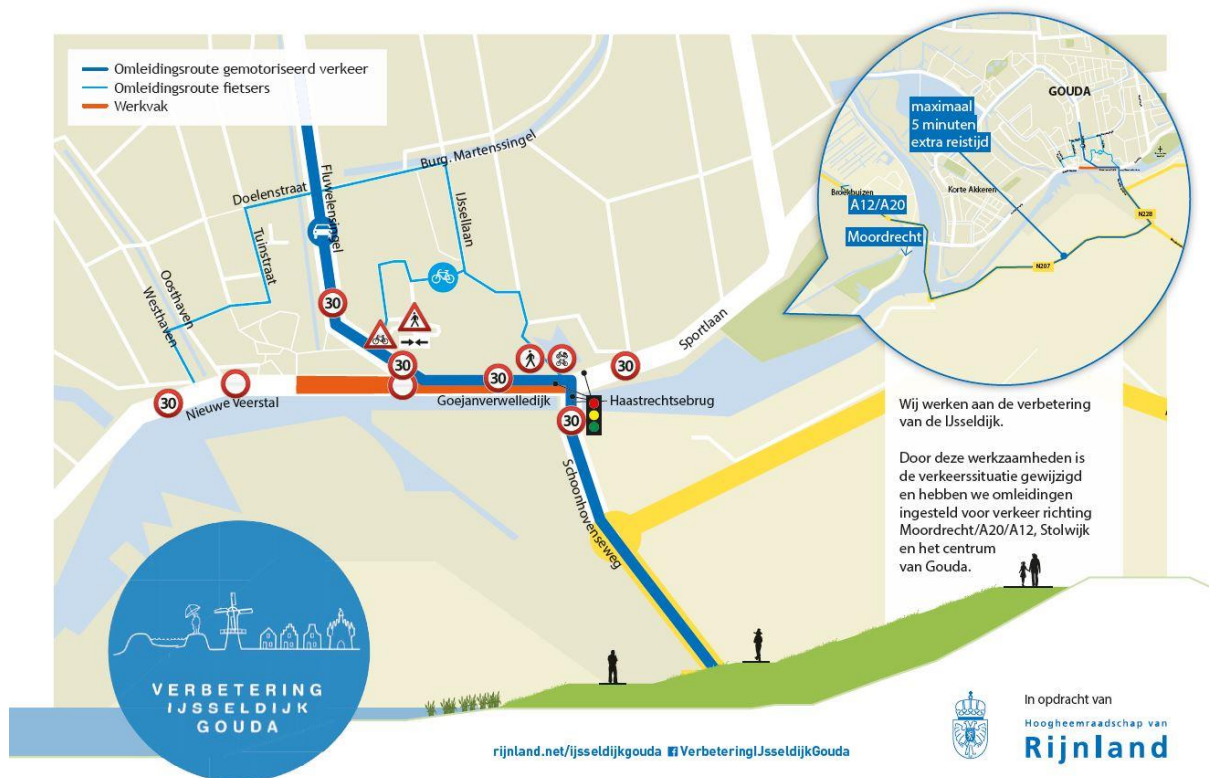 Omleidingsroute gemotoriseerd verkeer
Omleidingsroute fietsers
Werkvak
Fluwelensingel
Burg. Martenssingel
Doelenstraat
IJssellaan
Tuinstraat
Oosthaven
Westhaven
30
30
30
30
30
30
Sportlaan
Nieuwe Veerstal
Goejanverwelledijk
Haastrechtsebrug
Schoonhovenseweg
GOUDA
maximaal
5 minuten
extra reistijd
Broekhuizen
Korte Akkeren
A12/A20
Moordrecht
N228
N207
Wij werken aan de verbetering
van de IJsseldijk.
Door deze werkzaamheden is
de verkeerssituatie gewijzigd
en hebben we omleidingen
ingesteld voor verkeer richting
Moordrecht/A20/A12, Stolwijk
en het centrum
van Gouda.
VERBETERING
IJSSELDIJK
GOUDA
rijnland.net/ijsseldijkgouda VerbeteringIJsseldijkGouda
In opdracht van
Hoogheemraadschap van
Rijnland